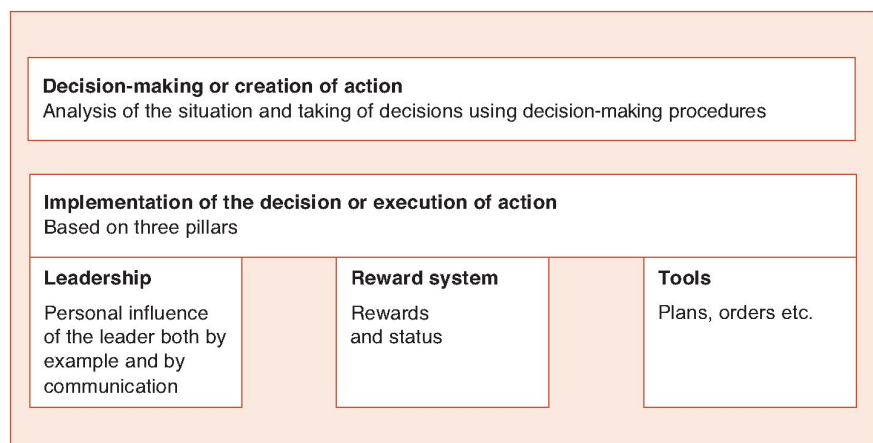 Decision-making or creation of action
Analysis of the situation and taking of decisions using decision-making procedures
Implementation of the decision or execution of action
Based on three pillars
Leadership
Personal influence
of the leader both by
example and by
communication
Reward system
Rewards
and status
Tools
Plans, orders etc.